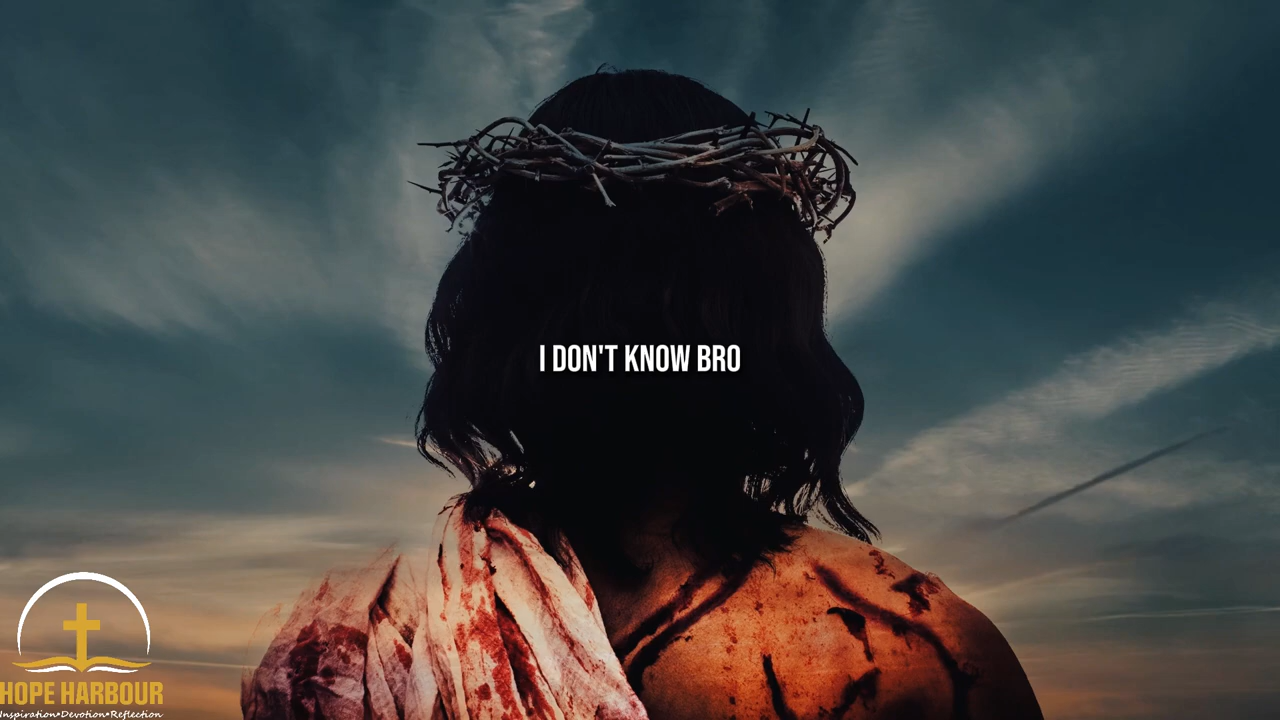 I DON'T KNOW BRO
HOPE HARBOUR
Inspiration•Devotion•Reflection